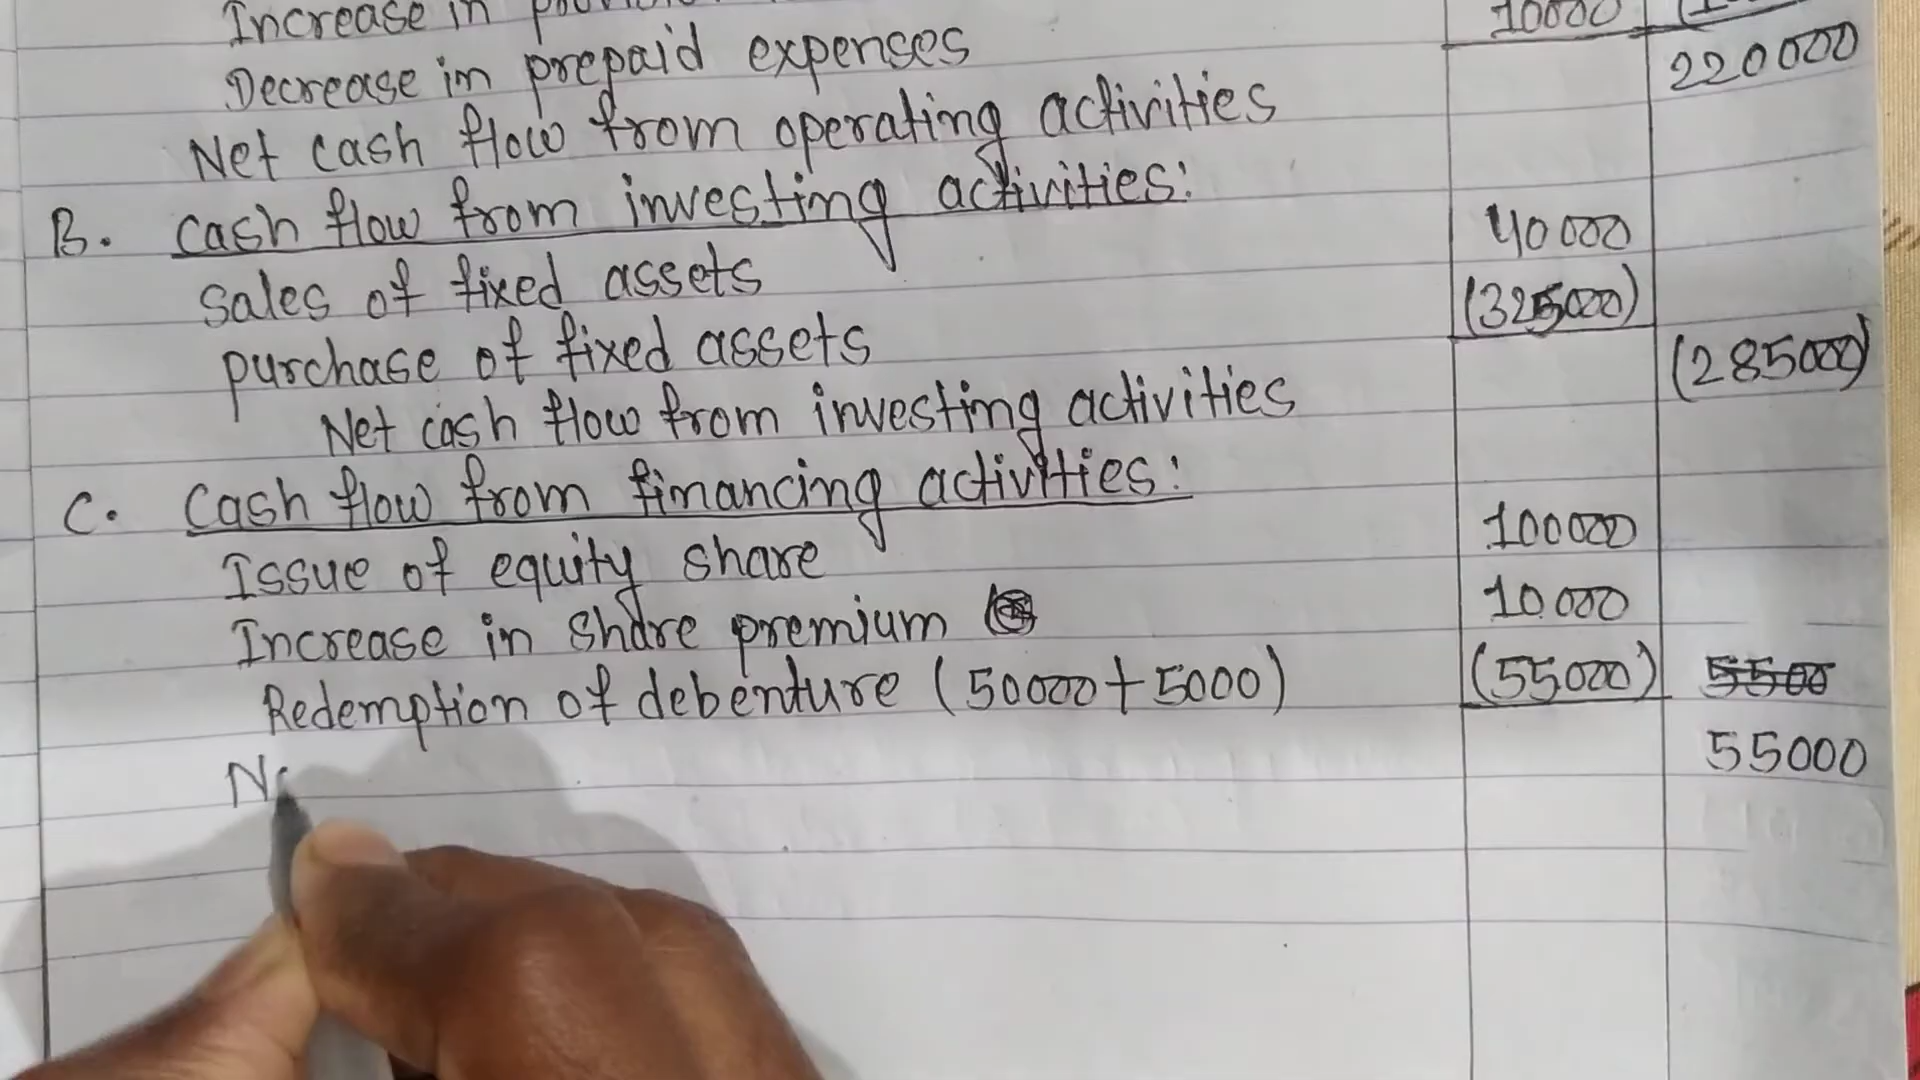 Increase in 10000
Decrease in prepaid expenses 220000
Net cash flow from operating activities
B. Cash flow from investing activities:
Sales of fixed assets 40000
purchase of fixed assets (325000)
Net cash flow from investing activities (285000)
C. Cash flow from financing activities:
Issue of equity share 100000
Increase in share premium 10000
Redemption of debenture (50000+5000) (55000) 5500
55000